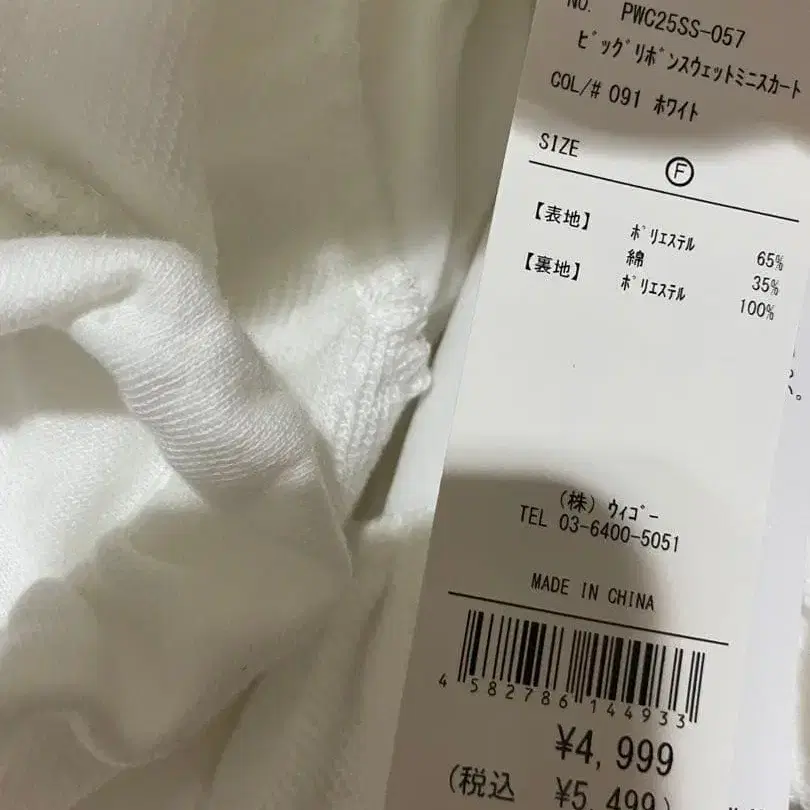 NO. PWC25SS-057
ﾋﾞｯｸﾞﾘﾎﾞﾝｽｳｪｯﾄﾐﾆｽｶｰﾄ
COL/# 091 ﾎﾜｲﾄ
SIZE Ⓕ
【表地】 ﾎﾟﾘｴｽﾃﾙ 65%
綿 35%
【裏地】 ﾎﾟﾘｴｽﾃﾙ 100%
(株) ｳｨｺﾞｰ
TEL 03-6400-5051
MADE IN CHINA
4 582786 144933
¥4,999
(税込 ¥5,499)